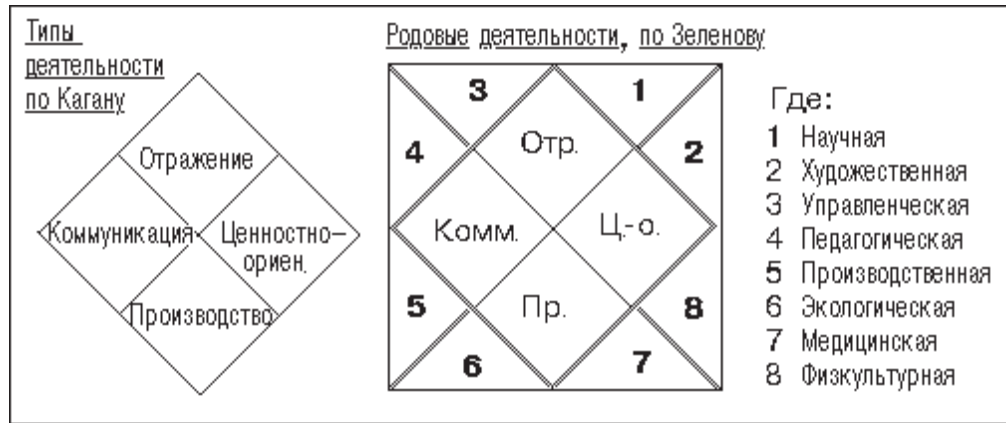 Типы
деятельности
по Кагану
Отражение
Коммуникация
Ценностно–
ориен.
Производство
Родовые деятельности, по Зеленову
3
1
4
Отр.
2
Комм.
Ц.-о.
5
Пр.
8
6
7
Где:
1 Научная
2 Художественная
3 Управленческая
4 Педагогическая
5 Производственная
6 Экологическая
7 Медицинская
8 Физкультурная